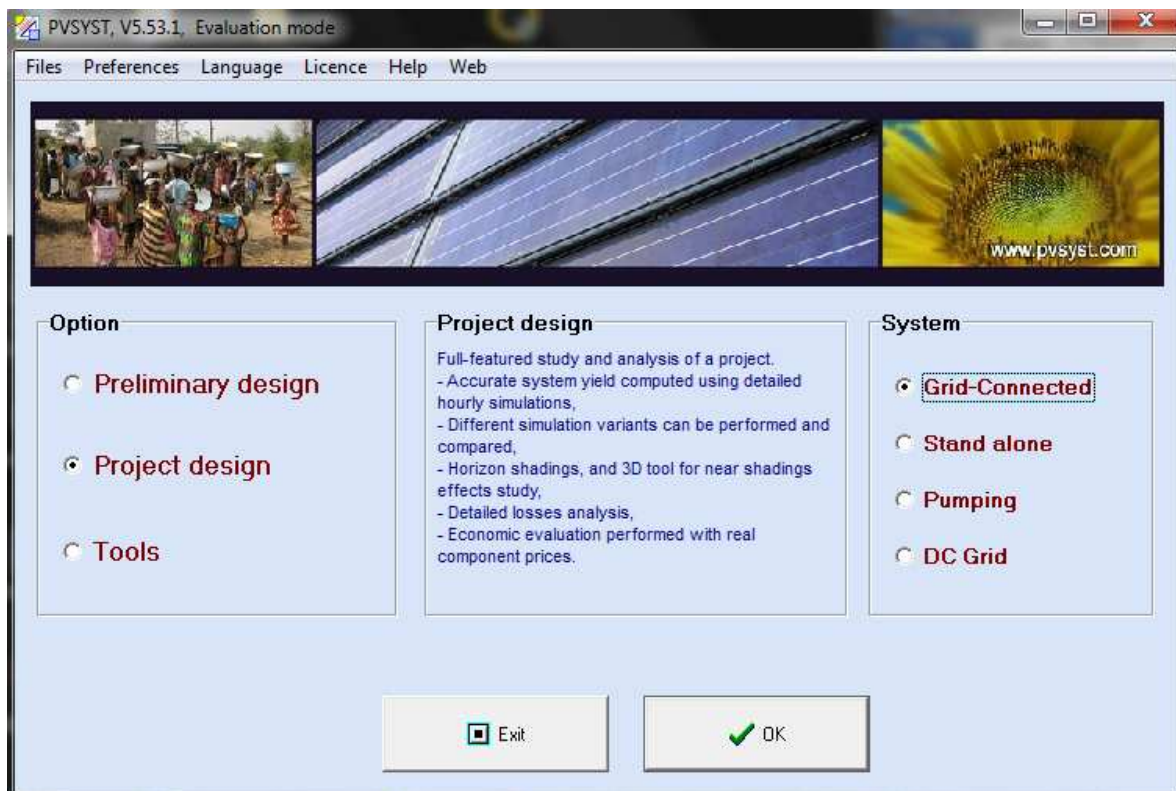 PVSYST, V5.53.1, Evaluation mode
Files Preferences Language Licence Help Web
www.pvsyst.com
Option
Preliminary design
Project design
Tools
Project design
Full-featured study and analysis of a project.
- Accurate system yield computed using detailed
hourly simulations,
- Different simulation variants can be performed and
compared,
- Horizon shadings, and 3D tool for near shadings
effects study,
- Detailed losses analysis,
- Economic evaluation performed with real
component prices.
System
Grid-Connected
Stand alone
Pumping
DC Grid
Exit
OK